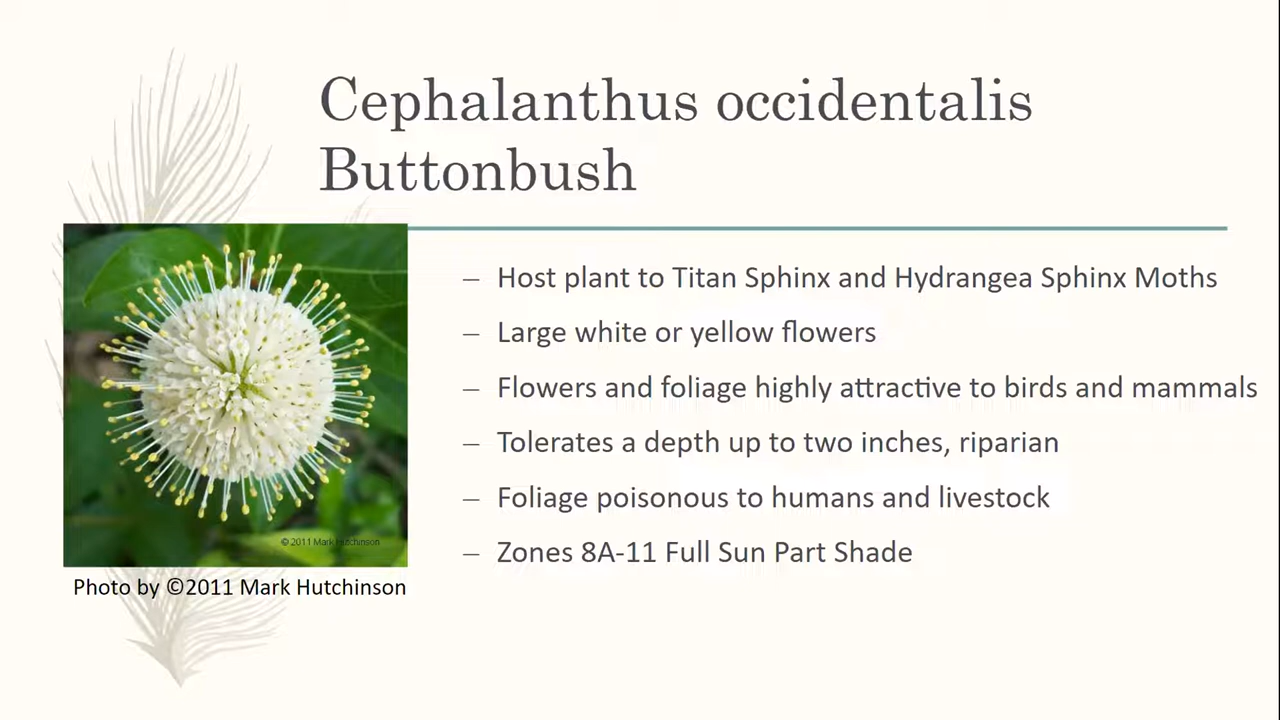 Cephalanthus occidentalis
Buttonbush
– Host plant to Titan Sphinx and Hydrangea Sphinx Moths
– Large white or yellow flowers
– Flowers and foliage highly attractive to birds and mammals
– Tolerates a depth up to two inches, riparian
– Foliage poisonous to humans and livestock
– Zones 8A-11 Full Sun Part Shade
© 2011 Mark Hutchinson
Photo by ©2011 Mark Hutchinson